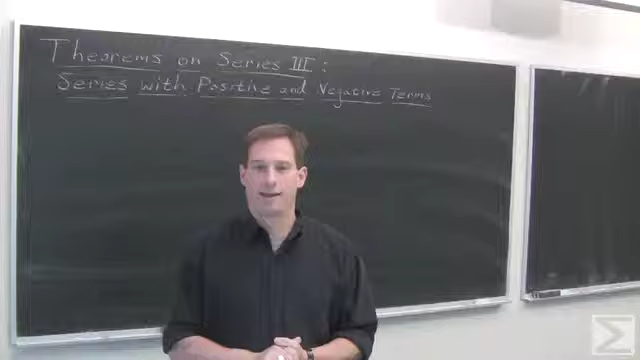 Theorems on Series III:
Series with Positive and Negative Terms